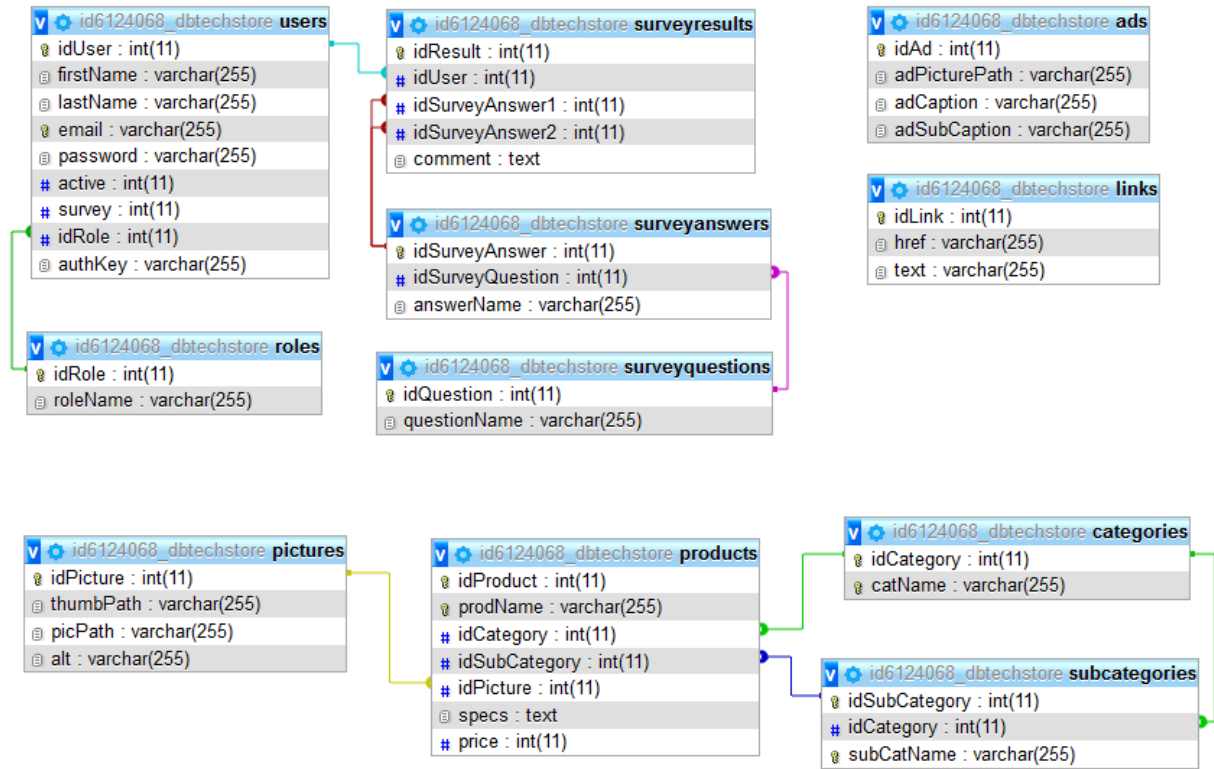 id6124068_dbtechstore users
idUser : int(11)
firstName : varchar(255)
lastName : varchar(255)
email : varchar(255)
password : varchar(255)
# active : int(11)
# survey : int(11)
# idRole : int(11)
authKey : varchar(255)
id6124068_dbtechstore roles
idRole : int(11)
roleName : varchar(255)
id6124068_dbtechstore surveyresults
idResult : int(11)
# idUser : int(11)
# idSurveyAnswer1 : int(11)
# idSurveyAnswer2 : int(11)
comment : text
id6124068_dbtechstore surveyanswers
idSurveyAnswer : int(11)
# idSurveyQuestion : int(11)
answerName : varchar(255)
id6124068_dbtechstore surveyquestions
idQuestion : int(11)
questionName : varchar(255)
id6124068_dbtechstore ads
idAd : int(11)
adPicturePath : varchar(255)
adCaption : varchar(255)
adSubCaption : varchar(255)
id6124068_dbtechstore links
idLink : int(11)
href : varchar(255)
text : varchar(255)
id6124068_dbtechstore pictures
idPicture : int(11)
thumbPath : varchar(255)
picPath : varchar(255)
alt : varchar(255)
id6124068_dbtechstore products
idProduct : int(11)
prodName : varchar(255)
# idCategory : int(11)
# idSubCategory : int(11)
# idPicture : int(11)
specs : text
# price : int(11)
id6124068_dbtechstore categories
idCategory : int(11)
catName : varchar(255)
id6124068_dbtechstore subcategories
idSubCategory : int(11)
# idCategory : int(11)
subCatName : varchar(255)